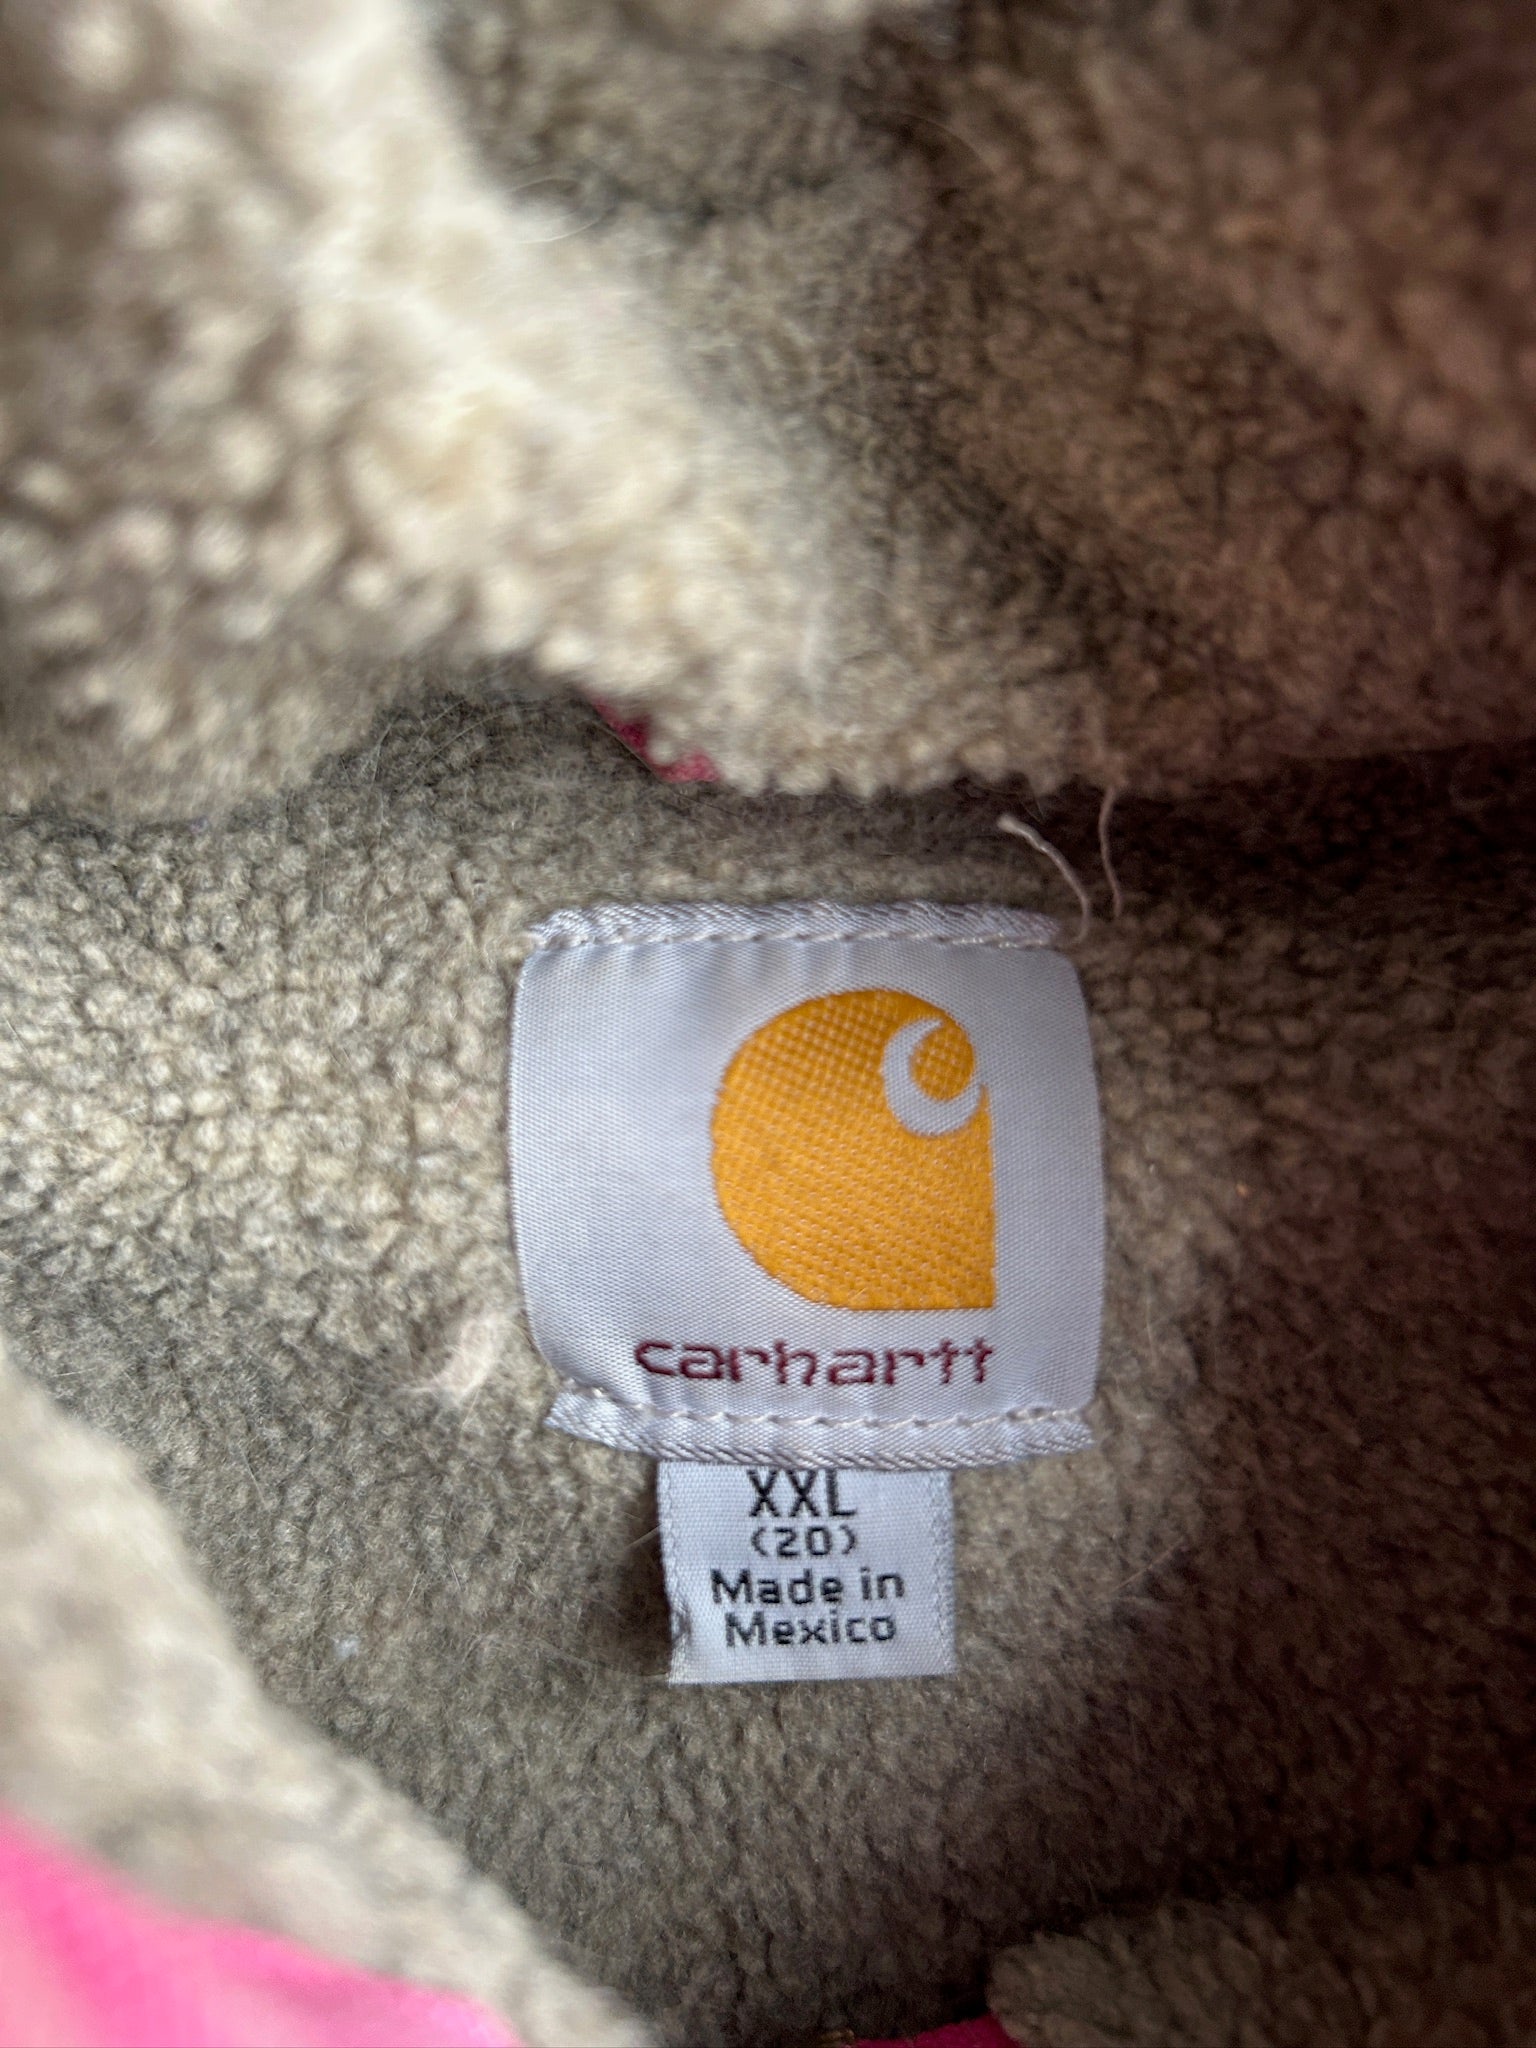 carhartt
XXL
(20)
Made in
Mexico